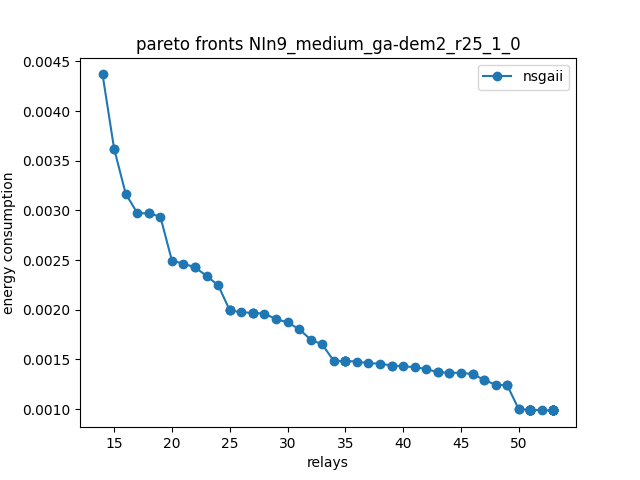 pareto fronts NIn9_medium_ga-dem2_r25_1_0
nsgaii
0.0045
0.0040
0.0035
0.0030
0.0025
0.0020
0.0015
0.0010
energy consumption
15 20 25 30 35 40 45 50
relays